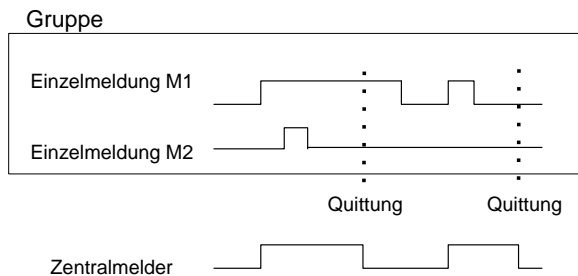 Gruppe
Einzelmeldung M1
Einzelmeldung M2
Quittung Quittung
Zentralmelder